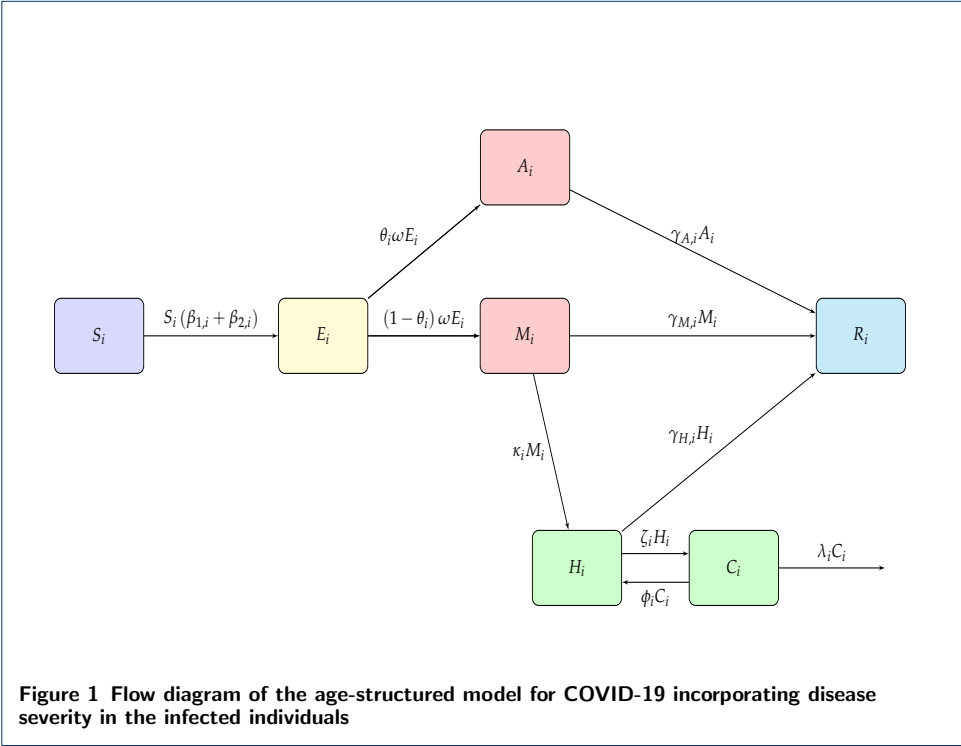 A_i
θ_iωE_i
γ_{A,i}A_i
S_i
S_i(β_{1,i} + β_{2,i})
E_i
(1 − θ_i) ωE_i
M_i
γ_{M,i}M_i
R_i
κ_iM_i
γ_{H,i}H_i
H_i
ζ_iH_i
ϕ_iC_i
C_i
λ_iC_i
Figure 1 Flow diagram of the age-structured model for COVID-19 incorporating disease
severity in the infected individuals